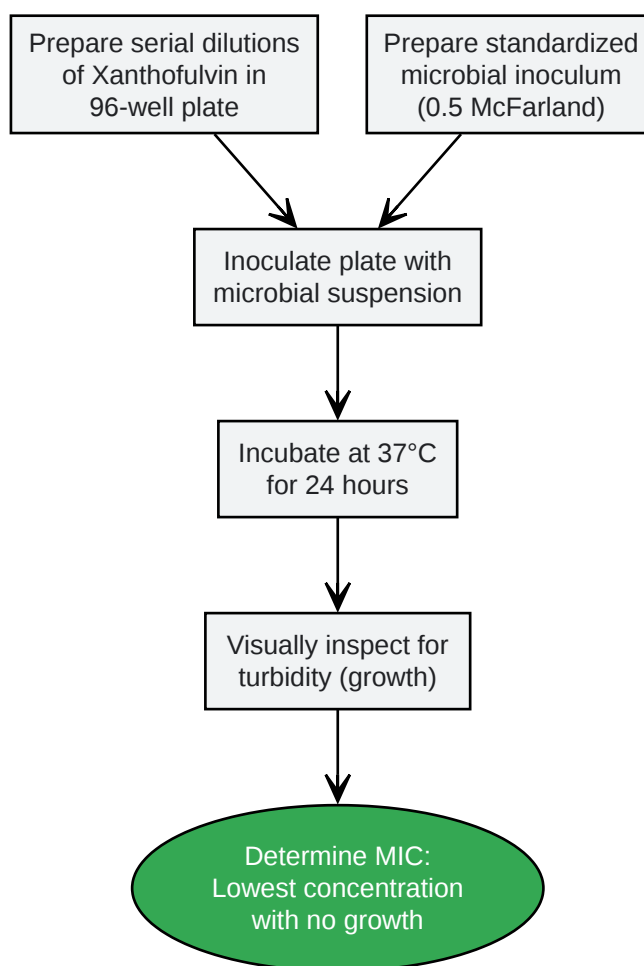 Prepare serial dilutions
of Xanthofulvin in
96-well plate
Prepare standardized
microbial inoculum
(0.5 McFarland)
Inoculate plate with
microbial suspension
Incubate at 37°C
for 24 hours
Visually inspect for
turbidity (growth)
Determine MIC:
Lowest concentration
with no growth